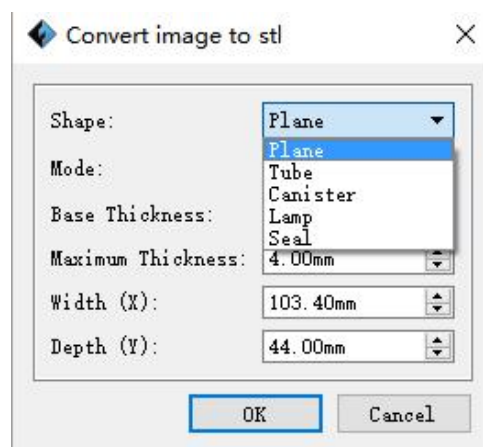 Convert image to stl
Shape: Plane
Plane
Mode:
Tube
Canister
Base Thickness:
Lamp
Seal
Maximum Thickness: 4.00mm
Width (X): 103.40mm
Depth (Y): 44.00mm
OK Cancel